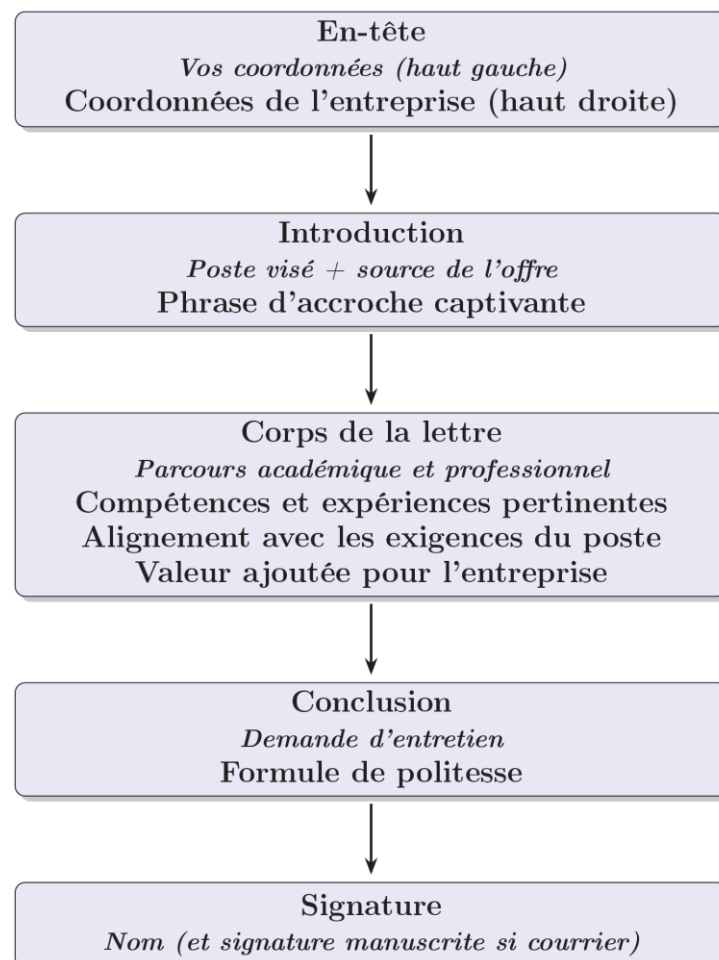 En-tête
Vos coordonnées (haut gauche)
Coordonnées de l'entreprise (haut droite)
Introduction
Poste visé + source de l'offre
Phrase d'accroche captivante
Corps de la lettre
Parcours académique et professionnel
Compétences et expériences pertinentes
Alignement avec les exigences du poste
Valeur ajoutée pour l'entreprise
Conclusion
Demande d'entretien
Formule de politesse
Signature
Nom (et signature manuscrite si courrier)